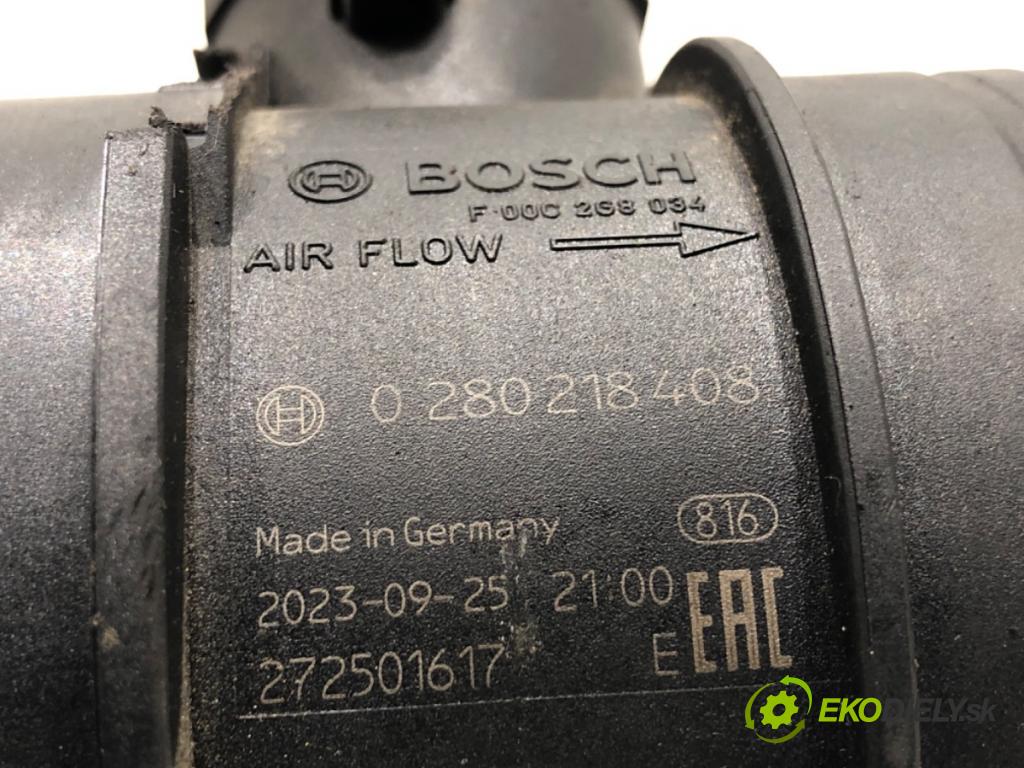 BOSCH
F 00C 2G8 034
AIR FLOW
0 280 218 408
Made in Germany
816
2023-09-25 21:00
272501617
E EAC
EKODIELY.sk